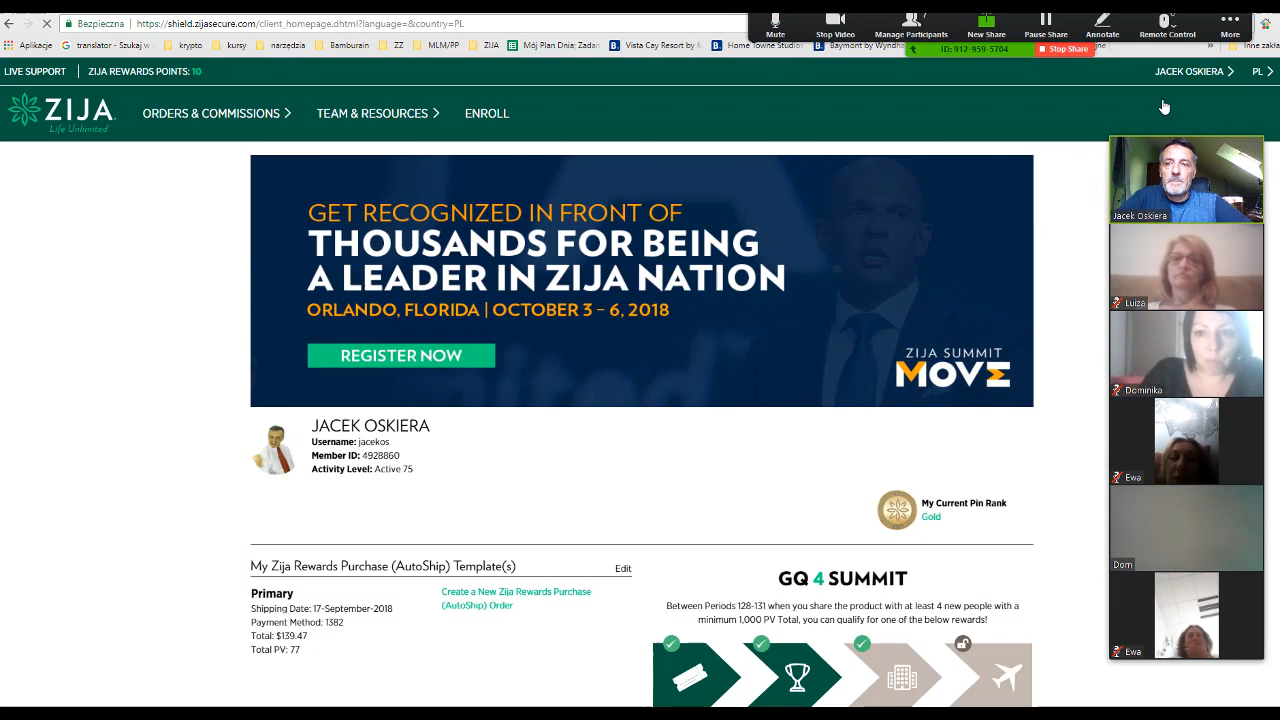 Bezpieczna
https://shield.zijasecure.com/client_homepage.dhtml?language=&country=PL
Mute
Stop Video
7
Manage Participants
New Share
Pause Share
Annotate
Remote Control
More
ID: 912-959-5704
Stop Share
Aplikacje
translator - Szukaj w
krypto
kursy
narzędzia
Bamburain
ZZ
MLM/PP
ZIJA
Mój Plan Dnia; Zadan
Vista Cay Resort by M
Home Towne Studios
Baymont by Wyndha
Inne zakła
LIVE SUPPORT
ZIJA REWARDS POINTS: 10
JACEK OSKIERA
PL
ZIJA
Life Unlimited
ORDERS & COMMISSIONS
TEAM & RESOURCES
ENROLL
GET RECOGNIZED IN FRONT OF
THOUSANDS FOR BEING
A LEADER IN ZIJA NATION
ORLANDO, FLORIDA | OCTOBER 3 – 6, 2018
REGISTER NOW
ZIJA SUMMIT
MOVE
JACEK OSKIERA
Username: jacekos
Member ID: 4928860
Activity Level: Active 75
My Current Pin Rank
Gold
My Zija Rewards Purchase (AutoShip) Template(s)
Edit
Primary
Shipping Date: 17-September-2018
Payment Method: 1382
Total: $139.47
Total PV: 77
Create a New Zija Rewards Purchase
(AutoShip) Order
GQ 4 SUMMIT
Between Periods 128-131 when you share the product with at least 4 new people with a
minimum 1,000 PV Total, you can qualify for one of the below rewards!
Jacek Oskiera
Luiza
Dominika
Ewa
Dom
Ewa